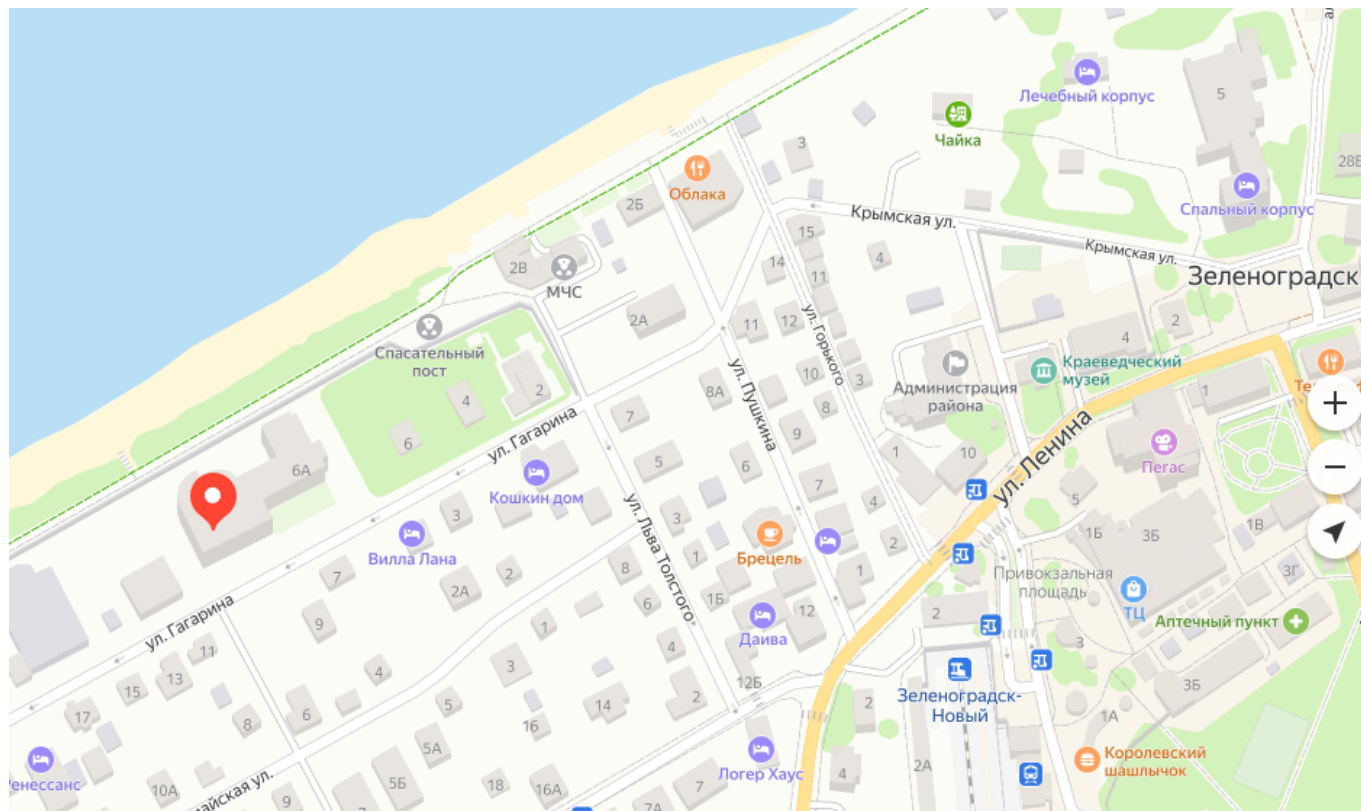 Лечебный корпус
5
3
Чайка
28В
Облака
2Б
Крымская ул.
Спальный корпус
15
Крымская ул.
2В
МЧС
14
11
4
Зеленоградск
2А
11
12
ул. Горького
4
2
Спасательный
пост
Краеведческий
музей
ул. Пушкина
10
3
Администрация
района
1
4
2
8А
6
7
8
ул. Гагарина
9
ул. Ленина
Пегас
6А
5
6
1
10
Кошкин дом
7
5
3
ул. Льва Толстого
3
4
1Б
3Б
1В
Вилла Лана
1
Брецель
2
7
2
8
1
Привокзальная
площадь
3Г
2А
ТЦ
ул. Гагарина
9
6
1Б
12
2
Аптечный пункт
1
Даива
11
4
3
3
13
4
12Б
Зеленоградск-
Новый
3Б
15
2
17
6
5
14
2
1А
8
16
5А
Логер Хаус
Королевский
шашлычок
4
2А
10А
5Б
18
16А
7
9
7
7А